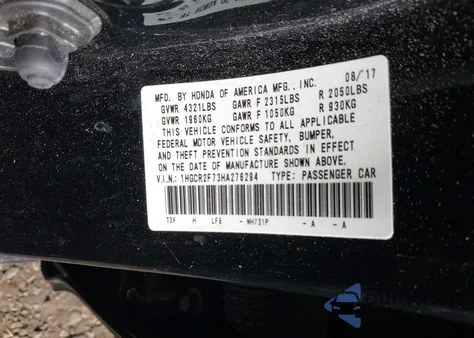 MFD. BY HONDA OF AMERICA MFG., INC. 08/'17
GVWR 4321LBS GAWR F 2315LBS R 2050LBS
GVWR 1960KG GAWR F 1050KG R 930KG
THIS VEHICLE CONFORMS TO ALL APPLICABLE
FEDERAL MOTOR VEHICLE SAFETY, BUMPER,
AND THEFT PREVENTION STANDARDS IN EFFECT
ON THE DATE OF MANUFACTURE SHOWN ABOVE.
V.I.N.: 1HGCR2F73HA276294 TYPE: PASSENGER CAR
T2F H LFS - NH731P - A - A